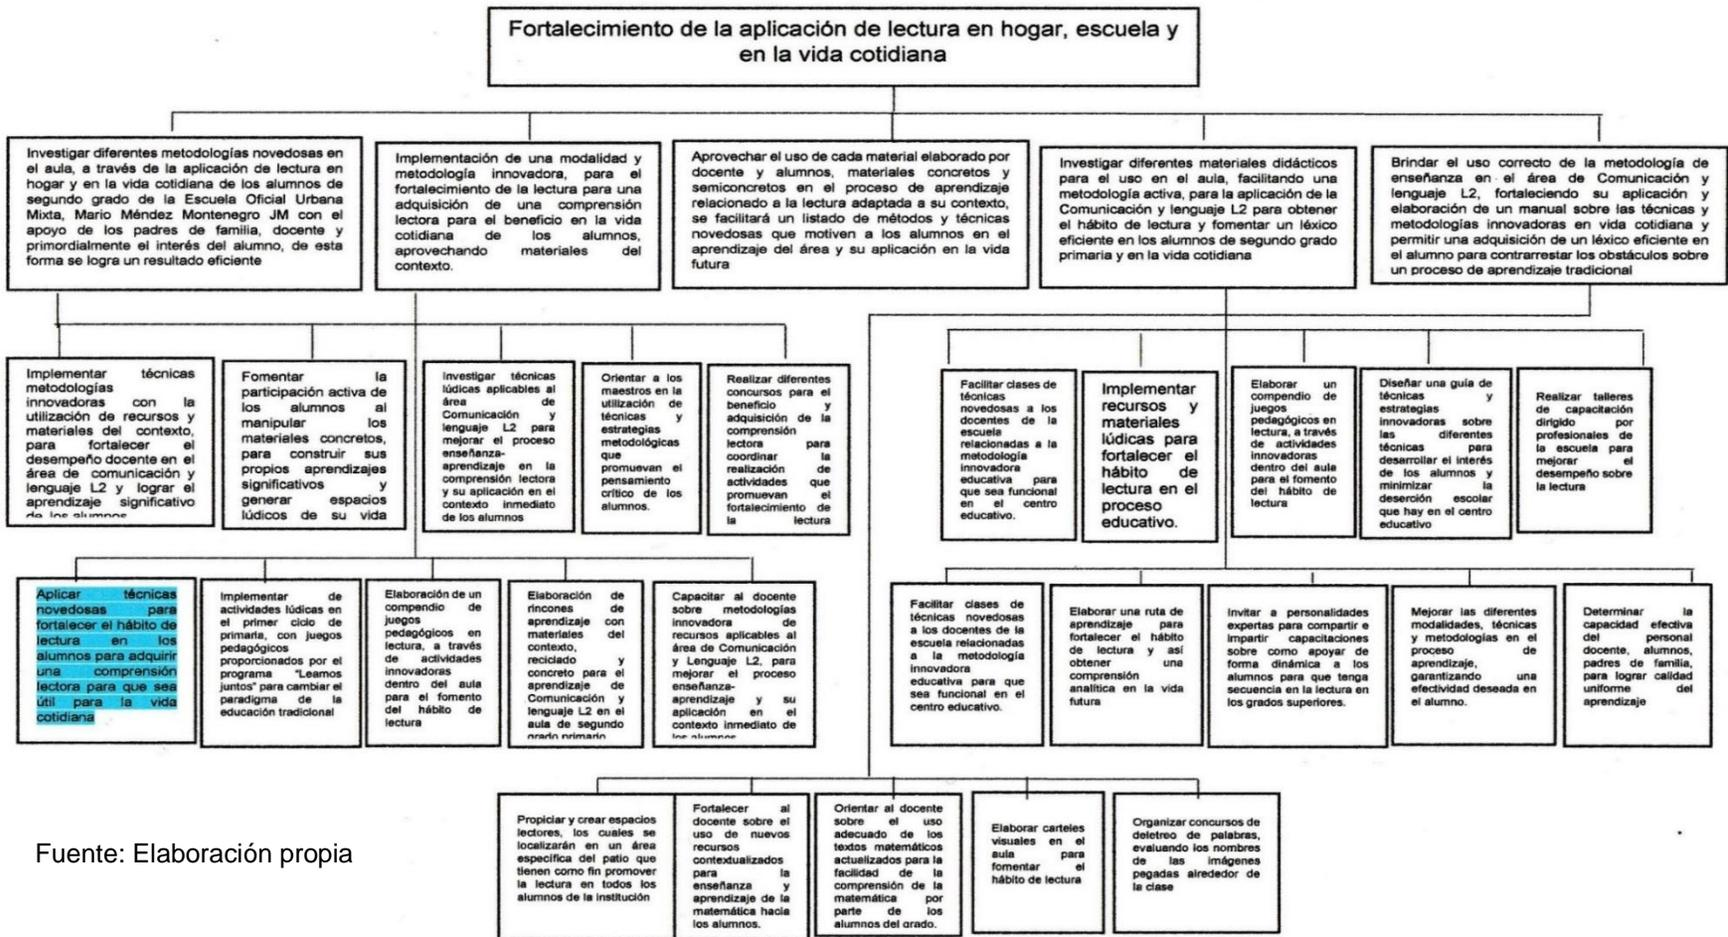 Fortalecimiento de la aplicación de lectura en hogar, escuela y
en la vida cotidiana
Investigar diferentes metodologías novedosas en
el aula, a través de la aplicación de lectura en
hogar y en la vida cotidiana de los alumnos de
segundo grado de la Escuela Oficial Urbana
Mixta, Mario Méndez Montenegro JM con el
apoyo de los padres de familia, docente y
primordialmente el interés del alumno, de esta
forma se logra un resultado eficiente
Implementación de una modalidad y
metodología innovadora, para el
fortalecimiento de la lectura para una
adquisición de una comprensión
lectora para el beneficio en la vida
cotidiana de los alumnos,
aprovechando materiales del
contexto.
Aprovechar el uso de cada material elaborado por
docente y alumnos, materiales concretos y
semiconcretos en el proceso de aprendizaje
relacionado a la lectura adaptada a su contexto,
se facilitará un listado de métodos y técnicas
novedosas que motiven a los alumnos en el
aprendizaje del área y su aplicación en la vida
futura
Investigar diferentes materiales didácticos
para el uso en el aula, facilitando una
metodología activa, para la aplicación de la
Comunicación y lenguaje L2 para obtener
el hábito de lectura y fomentar un léxico
eficiente en los alumnos de segundo grado
primaria y en la vida cotidiana
Brindar el uso correcto de la metodología de
enseñanza en el área de Comunicación y
lenguaje L2, fortaleciendo su aplicación y
elaboración de un manual sobre las técnicas y
metodologías innovadoras en vida cotidiana y
permitir una adquisición de un léxico eficiente en
el alumno para contrarrestar los obstáculos sobre
un proceso de aprendizaje tradicional
Implementar técnicas
metodologías
innovadoras con la
utilización de recursos y
materiales del contexto,
para fortalecer el
desempeño docente en el
área de comunicación y
lenguaje L2 y lograr el
aprendizaje significativo
de los alumnos
Fomentar la
participación activa de
los alumnos al
manipular los
materiales concretos,
para construir sus
propios aprendizajes
significativos y
generar espacios
lúdicos de su vida
Investigar técnicas
lúdicas aplicables al
área de
Comunicación y
lenguaje L2 para
mejorar el proceso
enseñanza-
aprendizaje en la
comprensión lectora
y su aplicación en el
contexto inmediato
de los alumnos
Orientar a los
maestros en la
utilización de
técnicas y
estrategias
metodológicas
que
promuevan el
pensamiento
crítico de los
alumnos.
Realizar diferentes
concursos para el
beneficio y
adquisición de la
comprensión
lectora para
coordinar la
realización de
actividades que
promuevan el
fortalecimiento de
la lectura
Facilitar clases de
técnicas
novedosas a los
docentes de la
escuela
relacionadas a la
metodología
innovadora
educativa para
que sea funcional
en el centro
educativo.
Implementar
recursos y
materiales
lúdicas para
fortalecer el
hábito de
lectura en el
proceso
educativo.
Elaborar un
compendio de
juegos
pedagógicos en
lectura, a través
de actividades
innovadoras
dentro del aula
para el fomento
del hábito de
lectura
Diseñar una guía de
técnicas y
estrategias
innovadoras sobre
las diferentes
técnicas para
desarrollar el interés
de los alumnos y
minimizar la
deserción escolar
que hay en el centro
educativo
Realizar talleres
de capacitación
dirigido por
profesionales de
la escuela para
mejorar el
desempeño sobre
la lectura
Aplicar técnicas
novedosas para
fortalecer el hábito de
lectura en los
alumnos para adquirir
una comprensión
lectora para que sea
útil para la vida
cotidiana
Implementar de
actividades lúdicas en
el primer ciclo de
primaria, con juegos
pedagógicos
proporcionados por el
programa "Leamos
juntos" para cambiar el
paradigma de la
educación tradicional
Elaboración de un
compendio de
juegos
pedagógicos en
lectura, a través
de actividades
innovadoras
dentro del aula
para el fomento
del hábito de
lectura
Elaboración de
rincones de
aprendizaje con
materiales del
contexto,
reciclado y
concreto para el
aprendizaje de
Comunicación y
lenguaje L2 en el
aula de segundo
grado primario
Capacitar al docente
sobre metodologías
innovadora de
recursos aplicables al
área de Comunicación
y Lenguaje L2, para
mejorar el proceso
enseñanza-
aprendizaje y su
aplicación en el
contexto inmediato de
los alumnos
Facilitar clases de
técnicas novedosas
a los docentes de la
escuela relacionadas
a la metodología
innovadora
educativa para que
sea funcional en el
centro educativo.
Elaborar una ruta de
aprendizaje para
fortalecer el hábito
de lectura y así
obtener una
comprensión
analítica en la vida
futura
Invitar a personalidades
expertas para compartir e
impartir capacitaciones
sobre como apoyar de
forma dinámica a los
alumnos para que tenga
secuencia en la lectura en
los grados superiores.
Mejorar las diferentes
modalidades, técnicas
y metodologías en el
proceso de
aprendizaje,
garantizando una
efectividad deseada en
el alumno.
Determinar la
capacidad efectiva
del personal
docente, alumnos,
padres de familia,
para lograr calidad
uniforme del
aprendizaje
Propiciar y crear espacios
lectores, los cuales se
localizarán en un área
específica del patio que
tienen como fin promover
la lectura en todos los
alumnos de la institución
Fortalecer al
docente sobre el
uso de nuevos
recursos
contextualizados
para la
enseñanza y
aprendizaje de la
matemática hacia
los alumnos.
Orientar al docente
sobre el uso
adecuado de los
textos matemáticos
actualizados para la
facilidad de la
comprensión de la
matemática por
parte de los
alumnos del grado.
Elaborar carteles
visuales en el
aula para
fomentar el
hábito de lectura
Organizar concursos de
deletreo de palabras,
evaluando los nombres
de las imágenes
pegadas alrededor de
la clase
Fuente: Elaboración propia